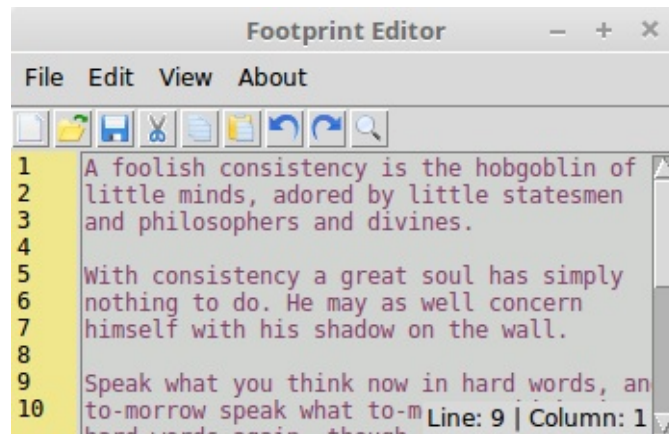 Footprint Editor
File Edit View About
1 A foolish consistency is the hobgoblin of
2 little minds, adored by little statesmen
3 and philosophers and divines.
4
5 With consistency a great soul has simply
6 nothing to do. He may as well concern
7 himself with his shadow on the wall.
8
9 Speak what you think now in hard words, an
10 to-morrow speak what to-m
Line: 9 | Column: 1